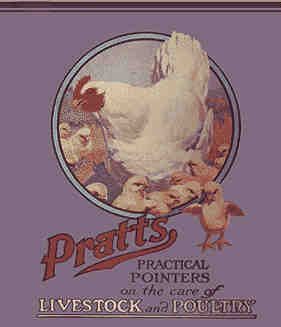 Pratts
PRACTICAL
POINTERS
on the care of
LIVESTOCK and POULTRY